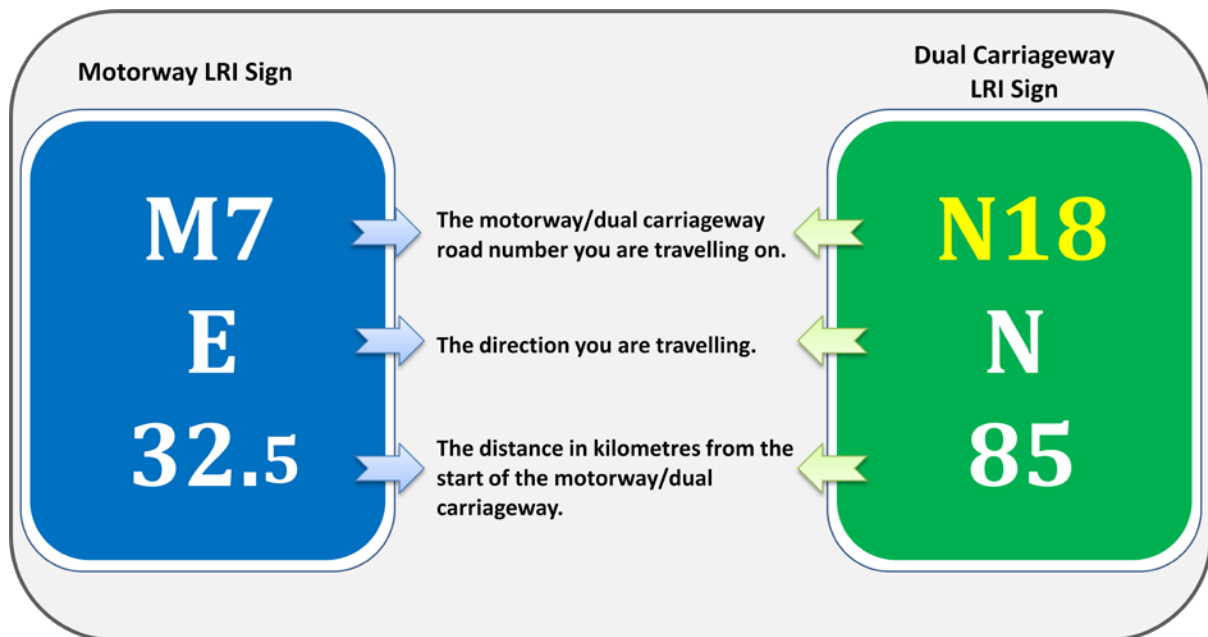 Motorway LRI Sign
Dual Carriageway
LRI Sign
M7
E
32.5
The motorway/dual carriageway
road number you are travelling on.
The direction you are travelling.
The distance in kilometres from the
start of the motorway/dual
carriageway.
N18
N
85